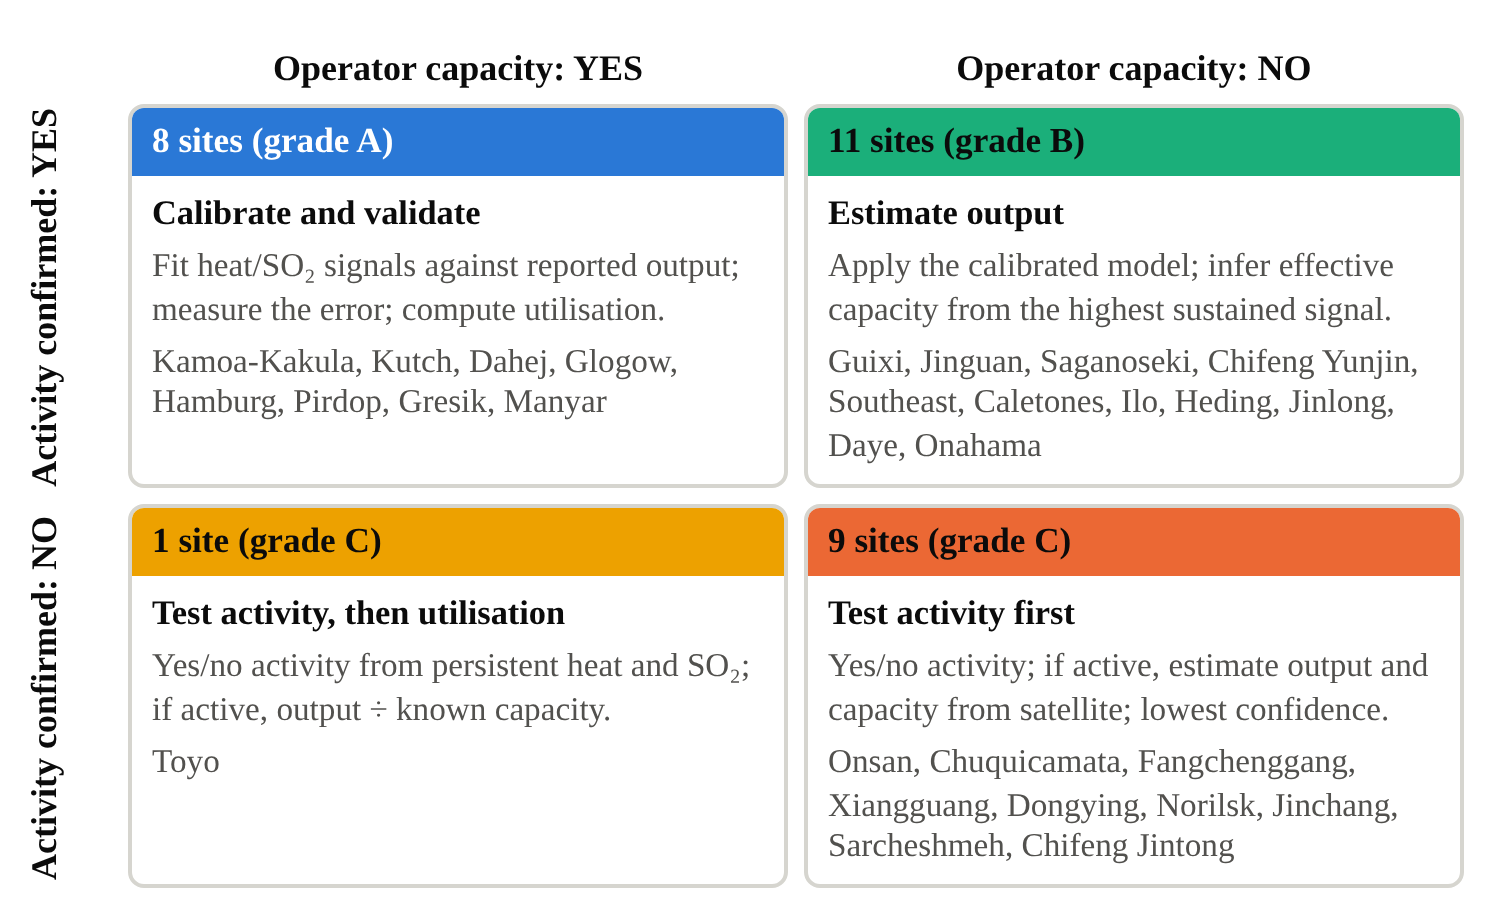 Operator capacity: YES
Operator capacity: NO
Activity confirmed: YES
8 sites (grade A)
Calibrate and validate
Fit heat/SO₂ signals against reported output;
measure the error; compute utilisation.
Kamoa-Kakula, Kutch, Dahej, Glogow,
Hamburg, Pirdop, Gresik, Manyar
11 sites (grade B)
Estimate output
Apply the calibrated model; infer effective
capacity from the highest sustained signal.
Guixi, Jinguan, Saganoseki, Chifeng Yunjin,
Southeast, Caletones, Ilo, Heding, Jinlong,
Daye, Onahama
Activity confirmed: NO
1 site (grade C)
Test activity, then utilisation
Yes/no activity from persistent heat and SO₂;
if active, output ÷ known capacity.
Toyo
9 sites (grade C)
Test activity first
Yes/no activity; if active, estimate output and
capacity from satellite; lowest confidence.
Onsan, Chuquicamata, Fangchenggang,
Xiangguang, Dongying, Norilsk, Jinchang,
Sarcheshmeh, Chifeng Jintong